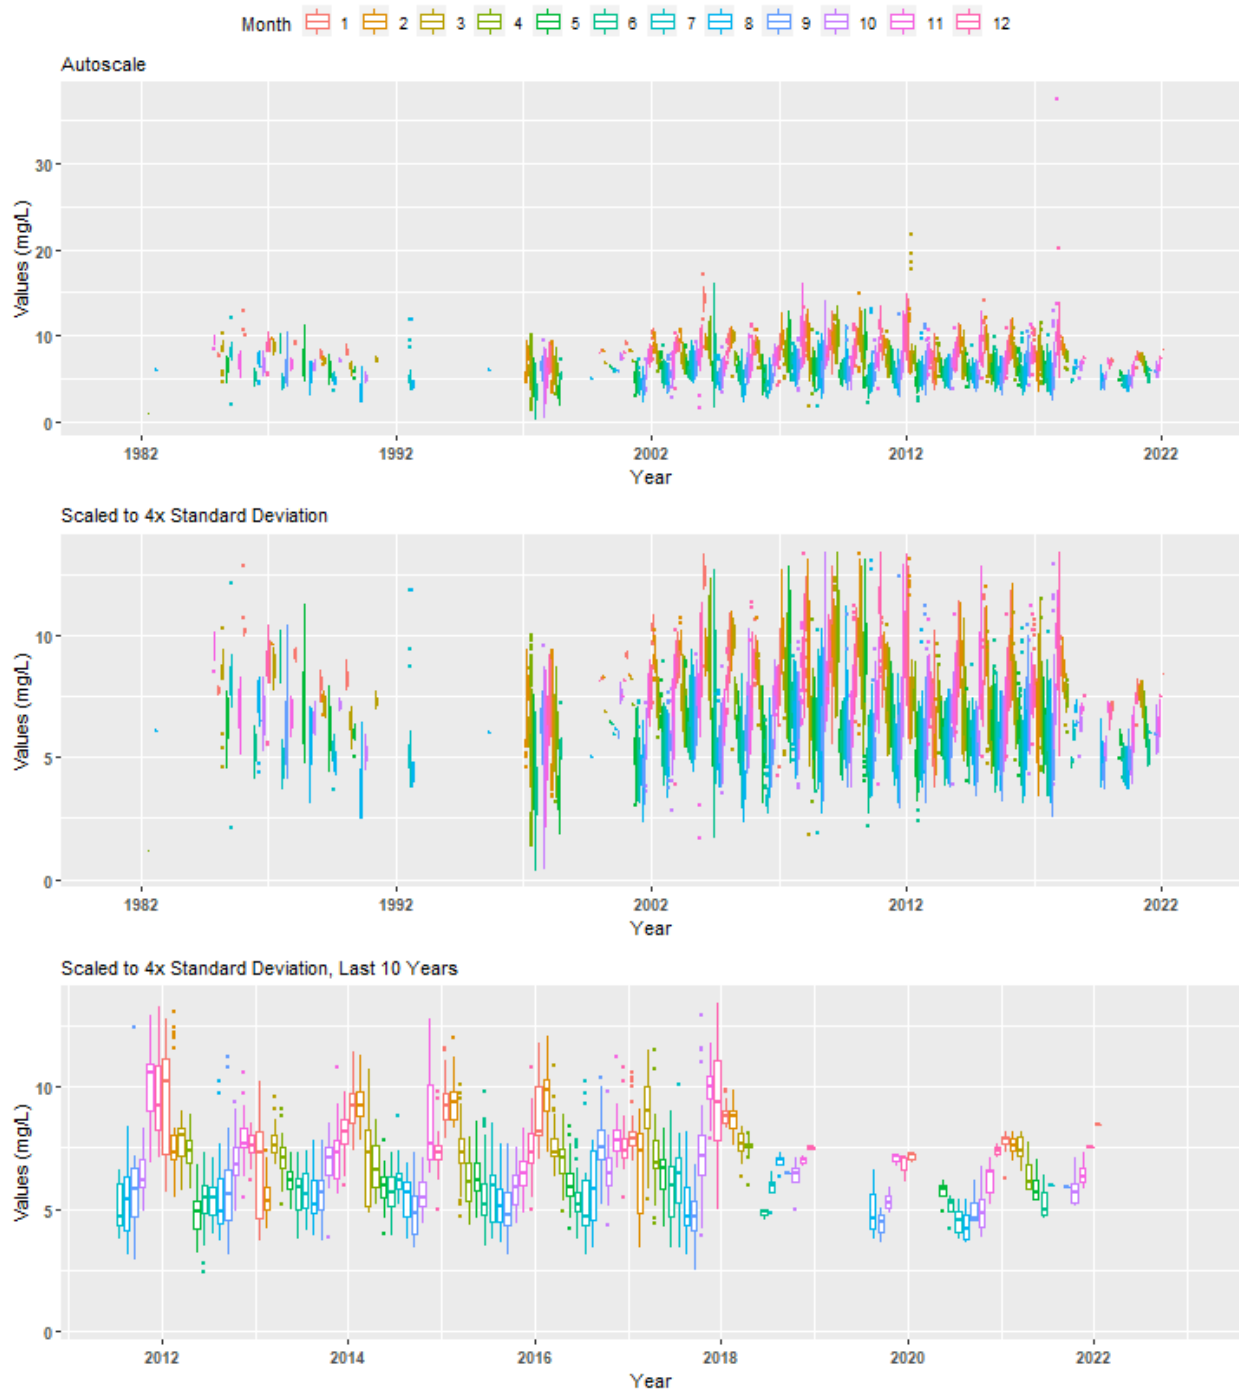 Month 1 2 3 4 5 6 7 8 9 10 11 12
Autoscale
Values (mg/L)
30
20
10
0
1982 1992 2002 2012 2022
Year
Scaled to 4x Standard Deviation
Values (mg/L)
10
5
0
1982 1992 2002 2012 2022
Year
Scaled to 4x Standard Deviation, Last 10 Years
Values (mg/L)
10
5
0
2012 2014 2016 2018 2020 2022
Year